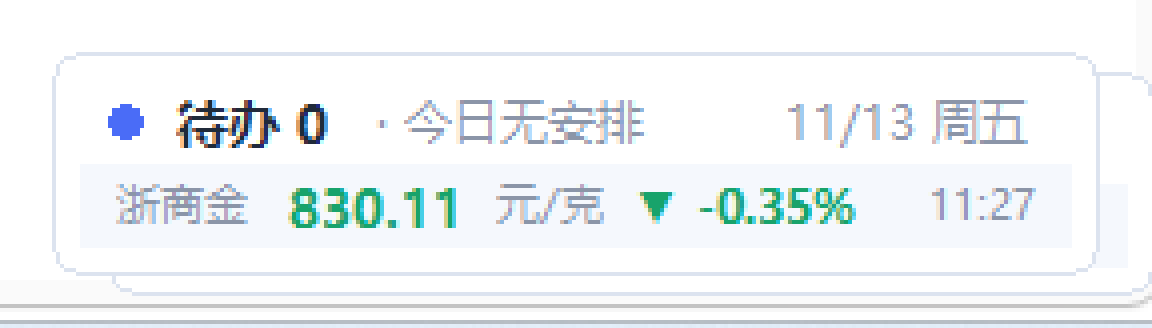 待办 0 · 今日无安排 11/13 周五
浙商金 830.11 元/克 ▼ -0.35% 11:27